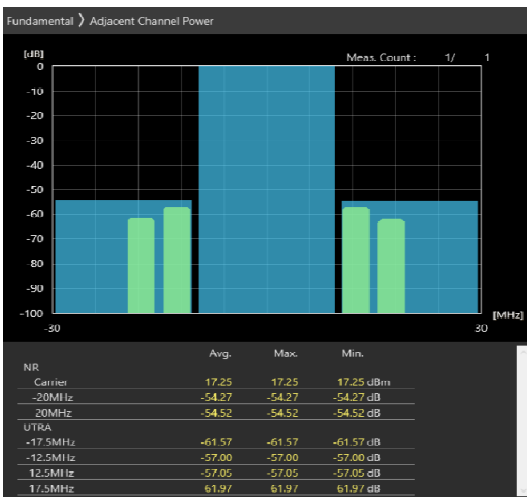 Fundamental 》 Adjacent Channel Power
[dB]
Meas. Count : 1/ 1
0
-10
-20
-30
-40
-50
-60
-70
-80
-90
-100
[MHz]
-30 30
Avg. Max. Min.
NR
Carrier 17.25 17.25 17.25 dBm
-20MHz -54.27 -54.27 -54.27 dB
20MHz -54.52 -54.52 -54.52 dB
UTRA
-17.5MHz -61.57 -61.57 -61.57 dB
-12.5MHz -57.00 -57.00 -57.00 dB
12.5MHz -57.05 -57.05 -57.05 dB
17.5MHz 61.97 61.97 61.97 dB